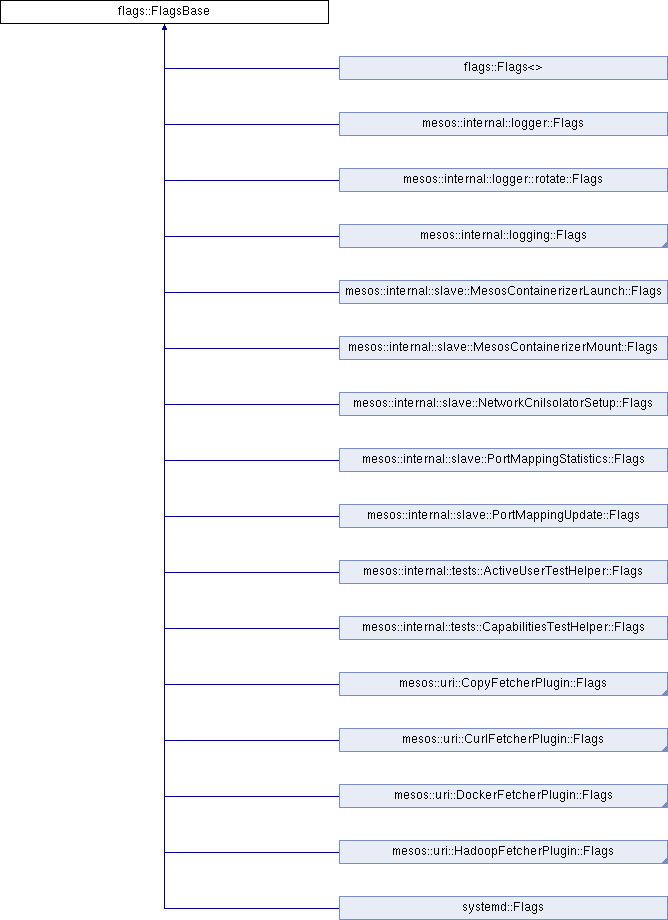 flags::FlagsBase
flags::Flags<>
mesos::internal::logger::Flags
mesos::internal::logger::rotate::Flags
mesos::internal::logging::Flags
mesos::internal::slave::MesosContainerizerLaunch::Flags
mesos::internal::slave::MesosContainerizerMount::Flags
mesos::internal::slave::NetworkCniIsolatorSetup::Flags
mesos::internal::slave::PortMappingStatistics::Flags
mesos::internal::slave::PortMappingUpdate::Flags
mesos::internal::tests::ActiveUserTestHelper::Flags
mesos::internal::tests::CapabilitiesTestHelper::Flags
mesos::uri::CopyFetcherPlugin::Flags
mesos::uri::CurlFetcherPlugin::Flags
mesos::uri::DockerFetcherPlugin::Flags
mesos::uri::HadoopFetcherPlugin::Flags
systemd::Flags